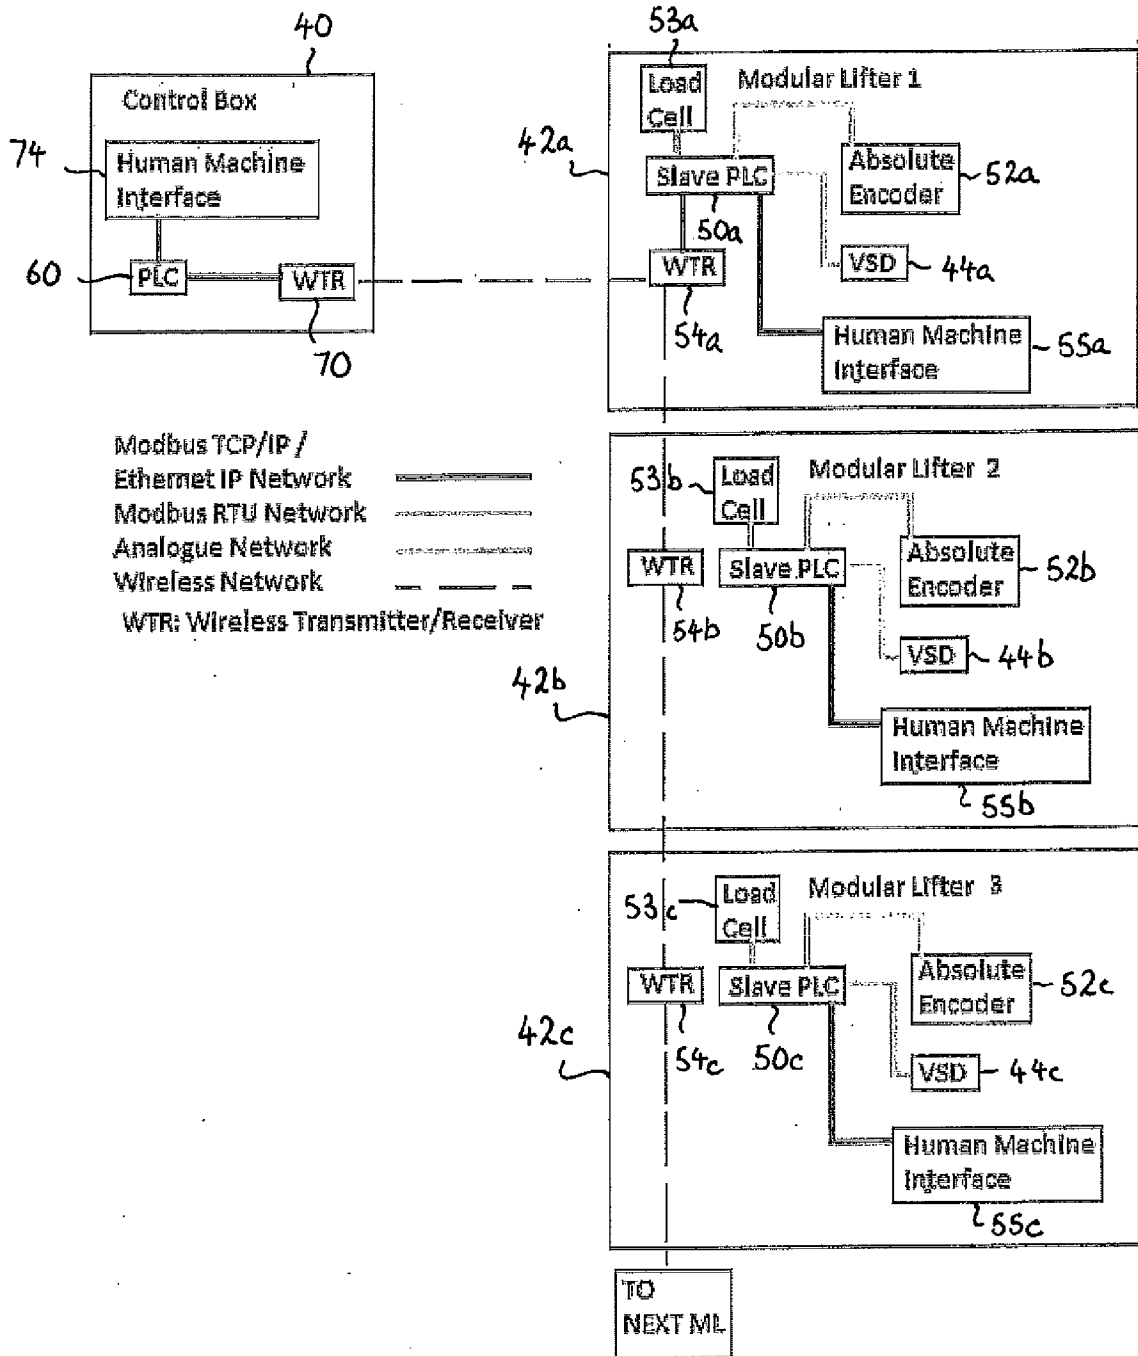 40
Control Box
74
Human Machine
Interface
60
PLC
WTR
70
53a
Load
Cell
Modular Lifter 1
42a
Slave PLC
50a
Absolute
Encoder
52a
WTR
54a
VSD
44a
Human Machine
Interface
55a
Modbus TCP/IP /
Ethernet IP Network
Modbus RTU Network
Analogue Network
Wireless Network
WTR: Wireless Transmitter/Receiver
53b
Load
Cell
Modular Lifter 2
WTR
54b
Slave PLC
50b
Absolute
Encoder
52b
VSD
44b
42b
Human Machine
Interface
55b
53c
Load
Cell
Modular Lifter 3
WTR
54c
Slave PLC
50c
Absolute
Encoder
52c
42c
VSD
44c
Human Machine
Interface
55c
TO
NEXT ML